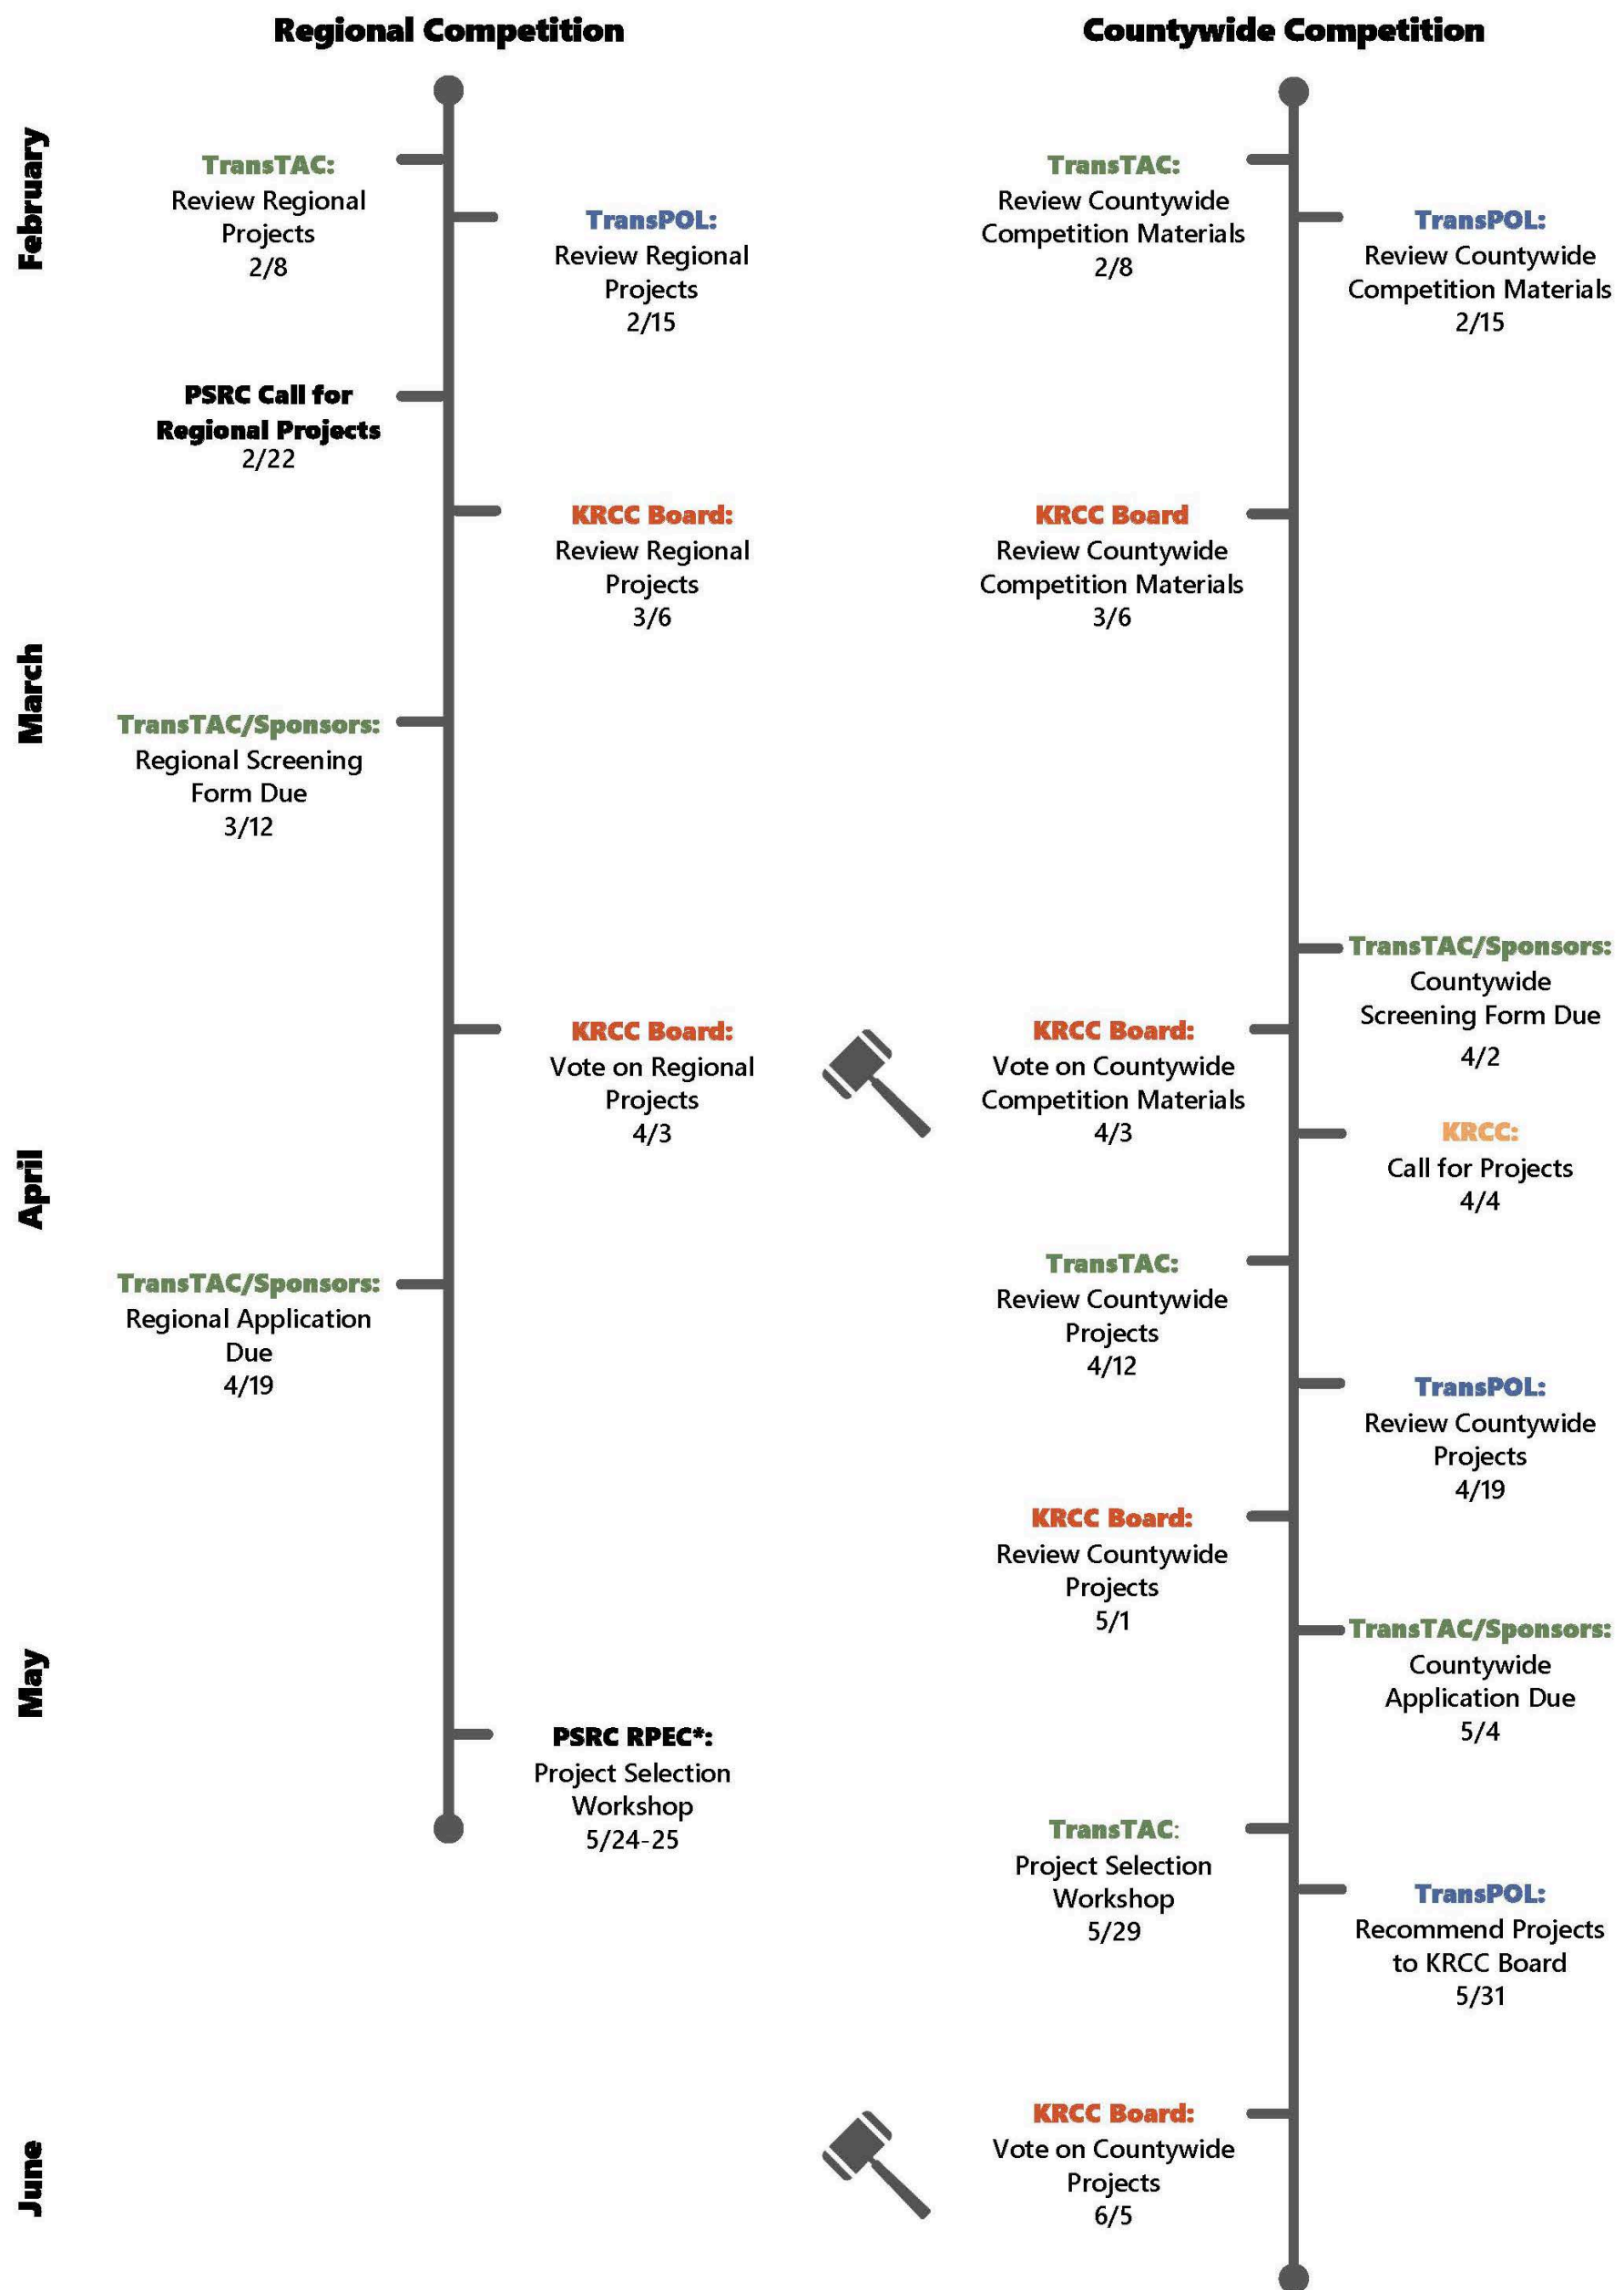 Regional Competition
Countywide Competition
February
TransTAC:
Review Regional
Projects
2/8
TransPOL:
Review Regional
Projects
2/15
PSRC Call for
Regional Projects
2/22
KRCC Board:
Review Regional
Projects
3/6
March
TransTAC/Sponsors:
Regional Screening
Form Due
3/12
KRCC Board:
Vote on Regional
Projects
4/3
April
TransTAC/Sponsors:
Regional Application
Due
4/19
May
PSRC RPEC*:
Project Selection
Workshop
5/24-25
June
TransTAC:
Review Countywide
Competition Materials
2/8
TransPOL:
Review Countywide
Competition Materials
2/15
KRCC Board
Review Countywide
Competition Materials
3/6
TransTAC/Sponsors:
Countywide
Screening Form Due
4/2
KRCC Board:
Vote on Countywide
Competition Materials
4/3
KRCC:
Call for Projects
4/4
TransTAC:
Review Countywide
Projects
4/12
TransPOL:
Review Countywide
Projects
4/19
KRCC Board:
Review Countywide
Projects
5/1
TransTAC/Sponsors:
Countywide
Application Due
5/4
TransTAC:
Project Selection
Workshop
5/29
TransPOL:
Recommend Projects
to KRCC Board
5/31
KRCC Board:
Vote on Countywide
Projects
6/5